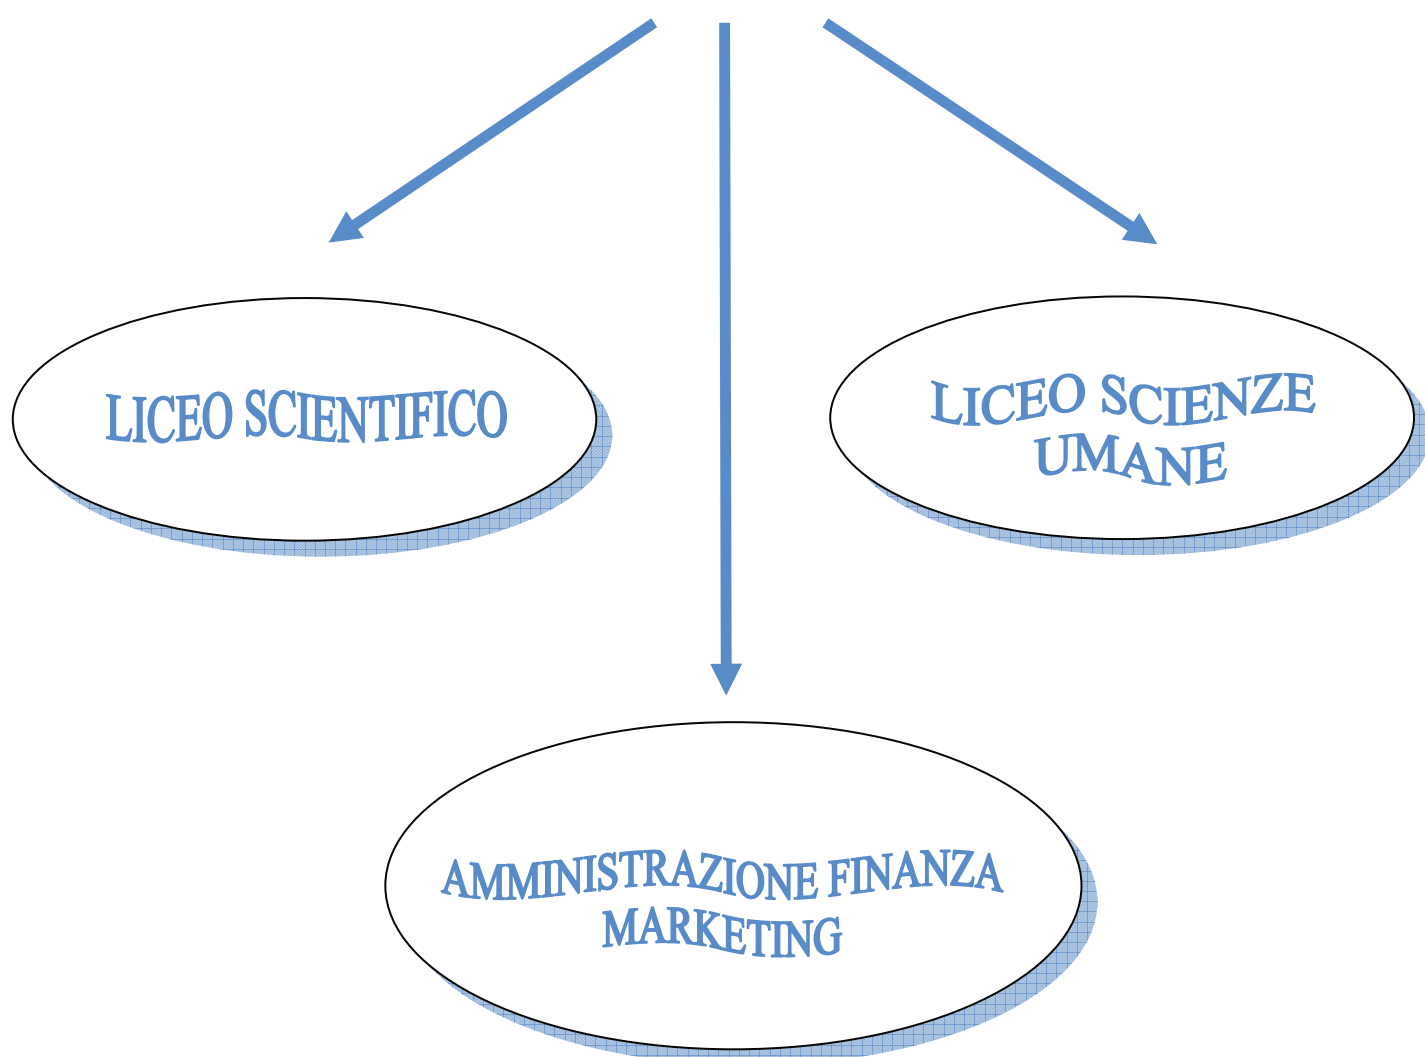 LICEO SCIENTIFICO
LICEO SCIENZE
UMANE
AMMINISTRAZIONE FINANZA
MARKETING